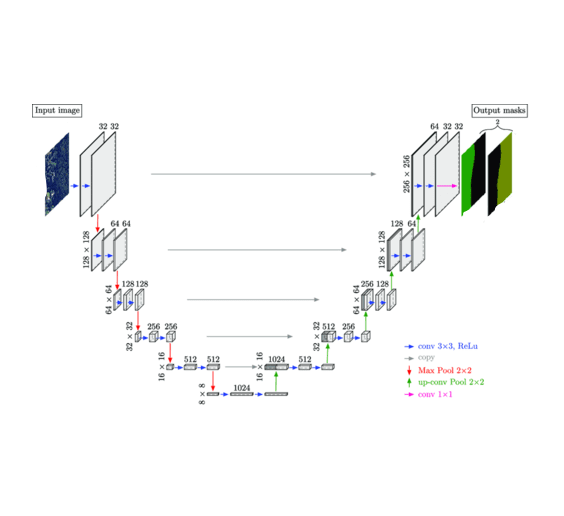 Input image
Output masks
2
32 32
64 32 32
256 × 256
64 64
128 × 128
128 64
128 × 128
128 128
64 × 64
256 128
64 × 64
256 256
32 × 32
512 256
32 × 32
512 512
16 × 16
1024 512
16 × 16
1024
8 × 8
conv 3×3, ReLu
copy
Max Pool 2×2
up-conv Pool 2×2
conv 1×1